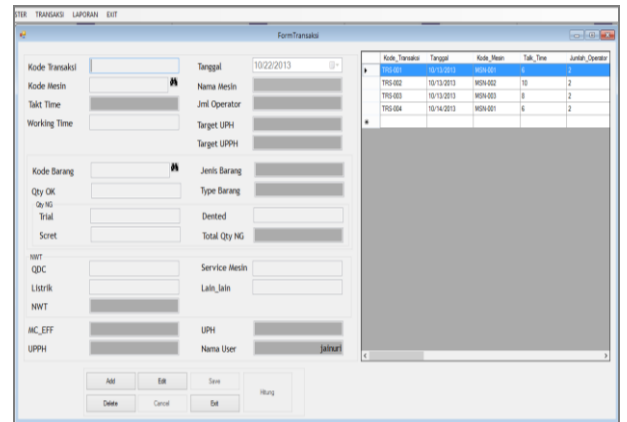 STER TRANSAKSI LAPORAN EXIT
FormTransaksi
Kode Transaksi Tanggal 10/22/2013
Kode Mesin Nama Mesin
Takt Time Jml Operator
Working Time Target UPH
Target UPPH
Kode Barang Jenis Barang
Qty OK Type Barang
Qty NG
Trial Dented
Scret Total Qty NG
NWT
QDC Service Mesin
Listrik Lain_lain
NWT
MC_EFF UPH
UPPH Nama User jainuri
Add Edit Save Hitung
Delete Cancel Exit
Kode_Transaksi Tanggal Kode_Mesin Takt_Time Jumlah_Operator
TRS-001 10/13/2013 MSN-001 6 2
TRS-002 10/13/2013 MSN-002 10 2
TRS-003 10/13/2013 MSN-003 8 2
TRS-004 10/14/2013 MSN-001 6 2